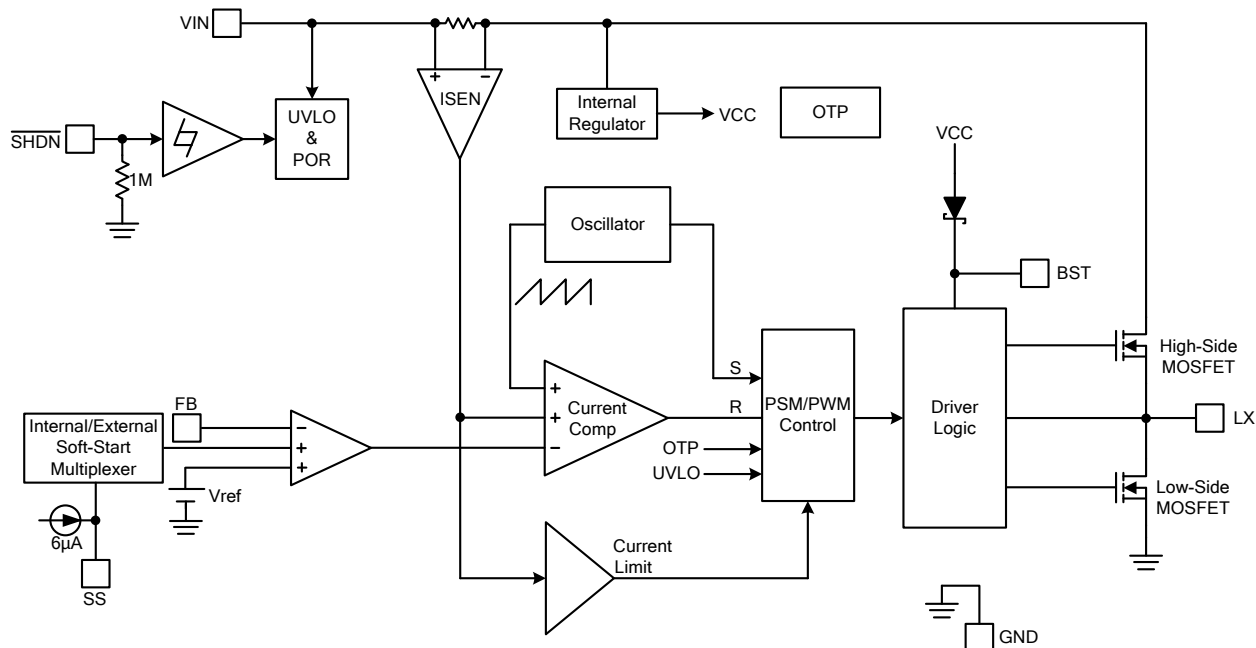 VIN
ISEN
Internal
Regulator
VCC
OTP
UVLO
&
POR
SHDN
1M
VCC
Oscillator
BST
High-Side
MOSFET
S
PSM/PWM
Control
Driver
Logic
LX
FB
Current
Comp
R
Internal/External
Soft-Start
Multiplexer
OTP
UVLO
Vref
Low-Side
MOSFET
6µA
Current
Limit
SS
GND